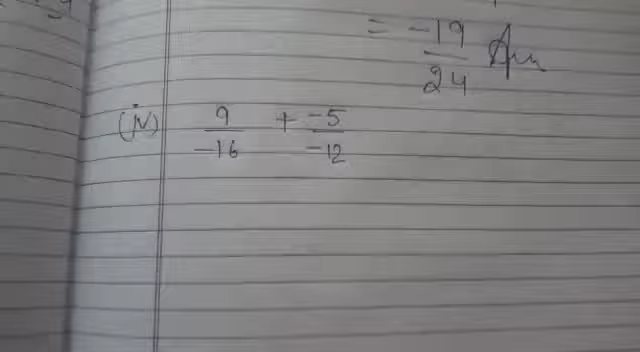 = -19/24 Ans
(iv) 9/-16 + -5/-12